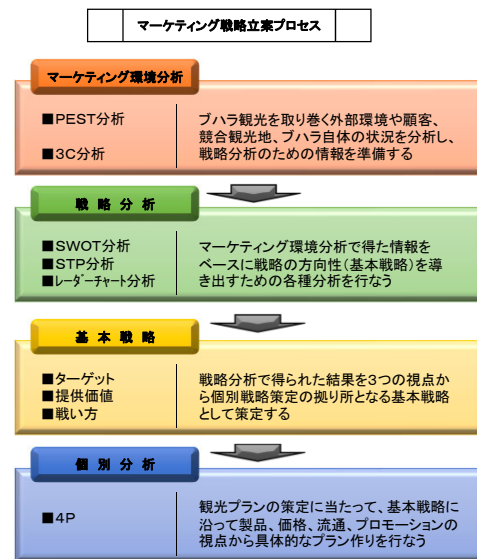 マーケティング戦略立案プロセス
マーケティング環境分析
■PEST分析
■3C分析
ブハラ観光を取り巻く外部環境や顧客、
競合観光地、ブハラ自体の状況を分析し、
戦略分析のための情報を準備する
戦略分析
■SWOT分析
■STP分析
■レーダーチャート分析
マーケティング環境分析で得た情報を
ベースに戦略の方向性(基本戦略)を導
き出すための各種分析を行なう
基本戦略
■ターゲット
■提供価値
■戦い方
戦略分析で得られた結果を3つの視点か
ら個別戦略策定の拠り所となる基本戦略
として策定する
個別分析
■4P
観光プランの策定に当たって、基本戦略に
沿って製品、価格、流通、プロモーションの
視点から具体的なプラン作りを行なう